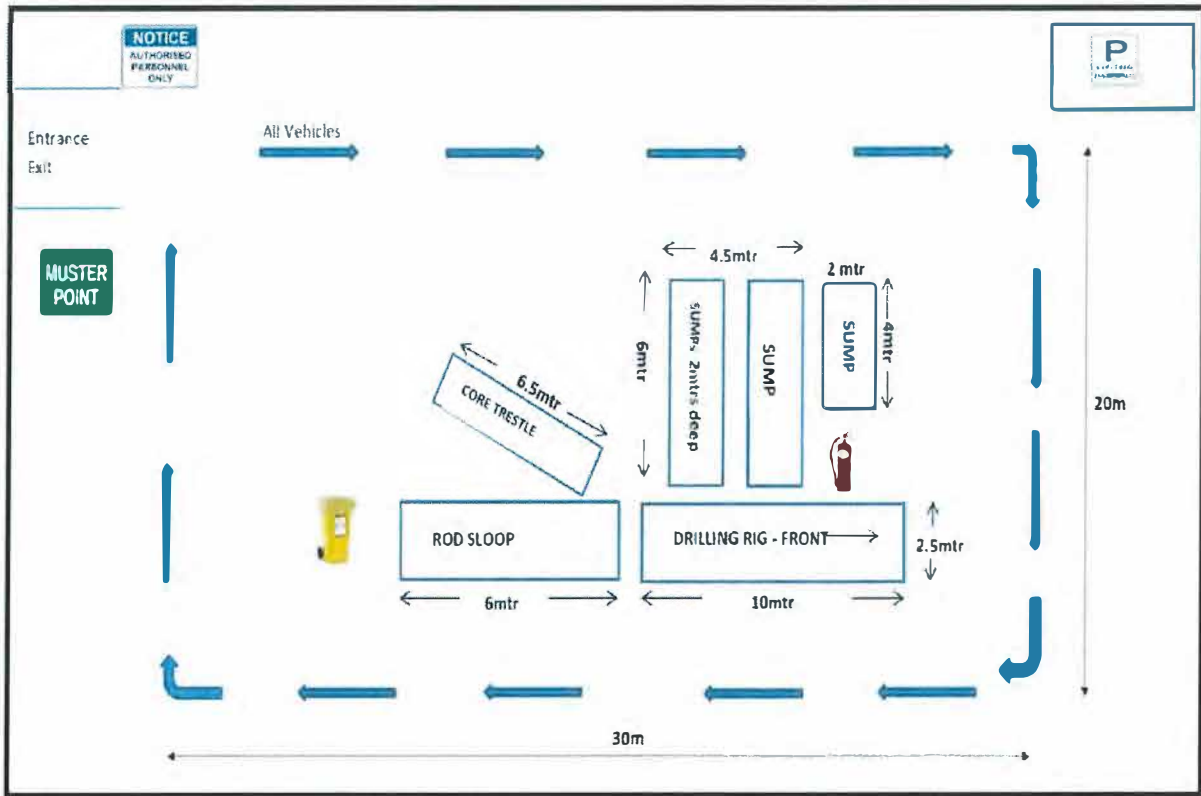 NOTICE
AUTHORISED
PERSONNEL
ONLY
P
Entrance
Exit
All Vehicles
MUSTER
POINT
4.5mtr
2 mtr
6mtr
SUMPs 2mtrs deep
SUMP
SUMP
4mtr
20m
6.5mtr
CORE TRESTLE
ROD SLOOP
DRILLING RIG - FRONT
2.5mtr
6mtr
10mtr
30m